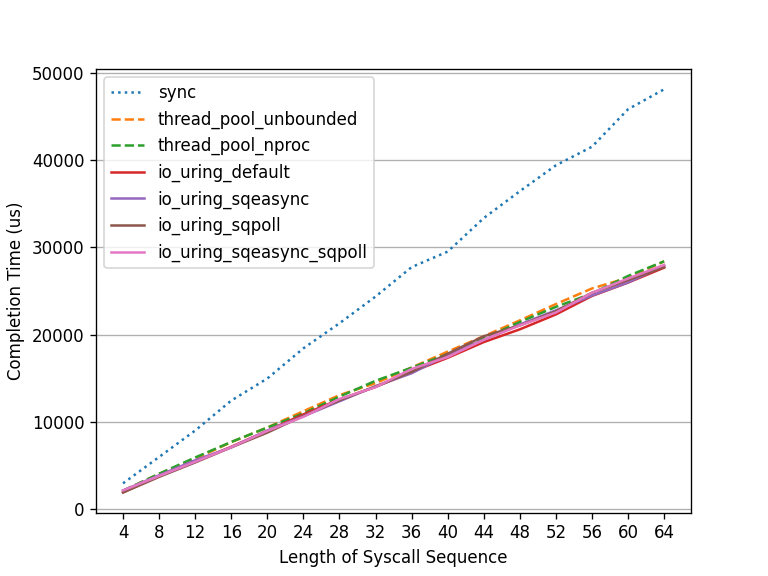 50000
40000
30000
20000
10000
0
Completion Time (us)
sync
thread_pool_unbounded
thread_pool_nproc
io_uring_default
io_uring_sqeasync
io_uring_sqpoll
io_uring_sqeasync_sqpoll
4 8 12 16 20 24 28 32 36 40 44 48 52 56 60 64
Length of Syscall Sequence